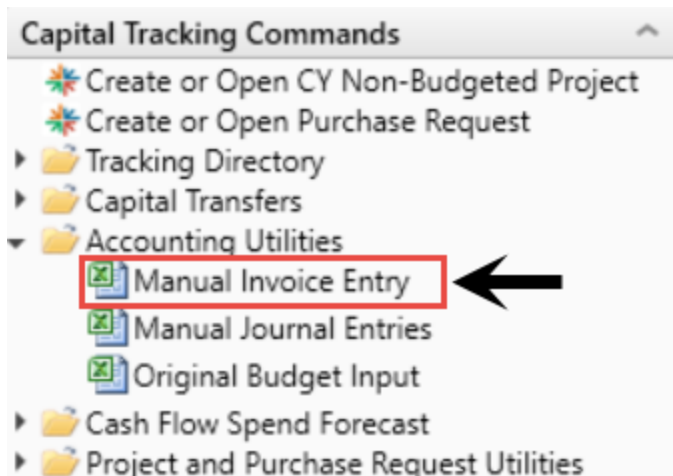 Capital Tracking Commands
Create or Open CY Non-Budgeted Project
Create or Open Purchase Request
Tracking Directory
Capital Transfers
Accounting Utilities
Manual Invoice Entry
Manual Journal Entries
Original Budget Input
Cash Flow Spend Forecast
Project and Purchase Request Utilities